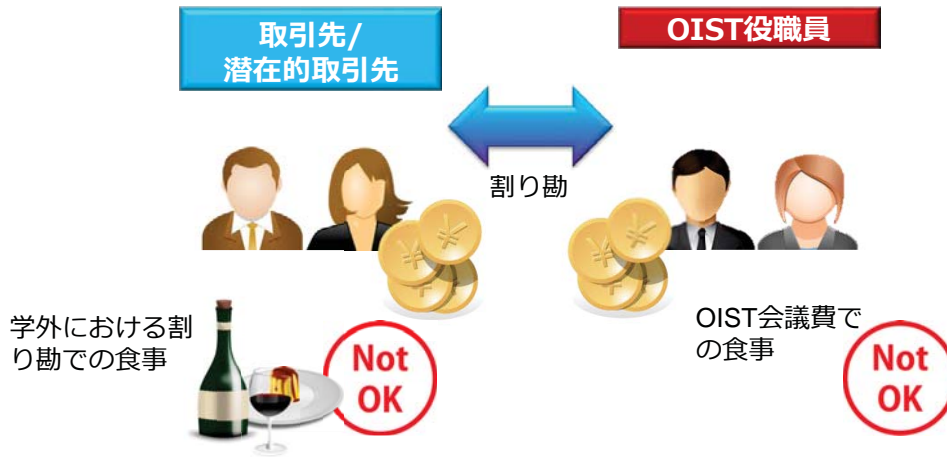 取引先/
潜在的取引先
OIST役職員
割り勘
¥
¥
¥
¥
学外における割
り勘での食事
Not
OK
OIST会議費で
の食事
Not
OK